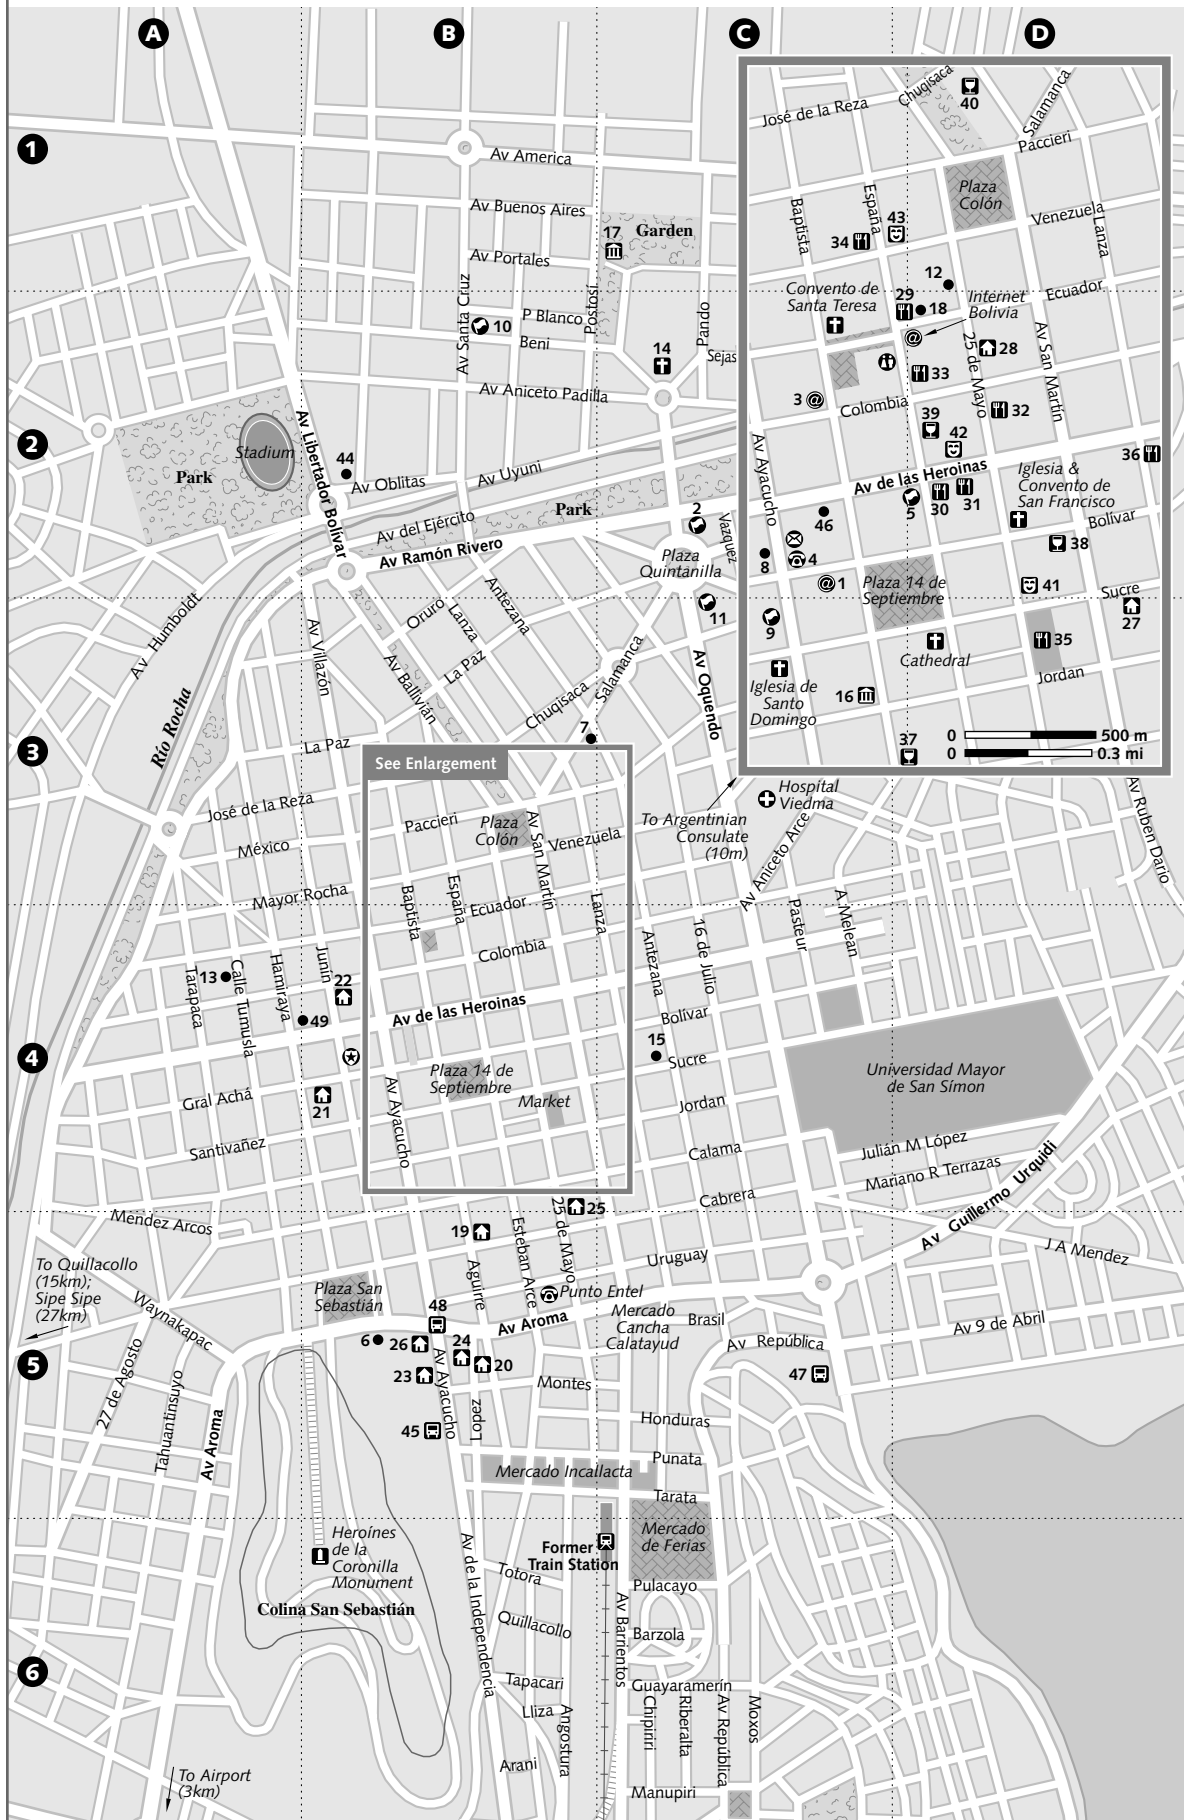 A
B
C
D
1
2
3
4
5
6
Av America
Av Buenos Aires
Av Portales
P Blanco
Beni
Av Aniceto Padilla
Av Santa Cruz
Postosí
Pando
Sejas
17
Garden
10
14
Stadium
Park
Av Libertador Bolívar
44
Av Oblitas
Av Uyuni
Park
Av del Ejército
Av Ramón Rivero
2
Vazquez
Plaza
Quintanilla
11
Av Humboldt
Río Rocha
Av Villazón
Av Ballivián
Oruro
Lanza
Antezana
La Paz
Chuqisaca
Salamanca
Av Oquendo
7
La Paz
José de la Reza
México
Mayor Rocha
See Enlargement
Paccieri
Plaza
Colón
Av San Martín
Venezuela
Baptista
España
Ecuador
Lanza
Colombia
Av de las Heroinas
Plaza 14 de
Septiembre
Market
Av Ayacucho
Chuqisaca
40
Salamanca
José de la Reza
Paccieri
Plaza
Colón
España
Baptista
43
34
Venezuela
Lanza
12
Convento de
Santa Teresa
29
18
Internet
Bolivia
Ecuador
28
25 de Mayo
Av San Martín
33
3
Colombia
32
39
42
36
Av Ayacucho
Av de las Heroinas
Iglesia &
Convento de
San Francisco
5
30
31
46
Bolívar
38
8
4
1
Plaza 14 de
Septiembre
41
Sucre
27
9
Cathedral
35
Iglesia de
Santo
Domingo
16
Jordan
37
0
500 m
0
0.3 mi
Hospítal
Viedma
To Argentinian
Consulate
(10m)
Av Aniceto Arce
Av Ruben Dario
Pasteur
A.Melean
16 de Julio
Antezana
13
Tarapaca
Calle Tumusla
Hamiraya
Junín
22
49
21
Gral Achá
Santivañez
15
Bolívar
Sucre
Jordan
Calama
Cabrera
Universidad Mayor
de San Símon
Julián M López
Mariano R Terrazas
Av Guillermo Urquidi
J A Mendez
Mendez Arcos
19
25
25 de Mayo
Esteban Arce
Aguirre
Uruguay
To Quillacollo
(15km);
Sipe Sipe
(27km)
Waynakapac
Plaza San
Sebastián
Punto Entel
48
Av Aroma
Mercado
Cancha
Calatayud
Brasil
Av República
Av 9 de Abril
6
26
24
20
23
47
27 de Agosto
Tahuantinsuyo
Av Aroma
Av Ayacucho
Lopez
45
Montes
Honduras
Punata
Mercado Incallacta
Tarata
Mercado
de Ferias
Former
Train Station
Heroínes
de la
Coronilla
Monument
Colina San Sebastián
Av de la Independencia
Totora
Quillacollo
Tapacari
Lliza
Arani
Angostura
Av Barrientos
Pulacayo
Barzola
Guayaramerín
Chipiriri
Riberalta
Av República
Moxos
Manupiri
To Airport
(3km)